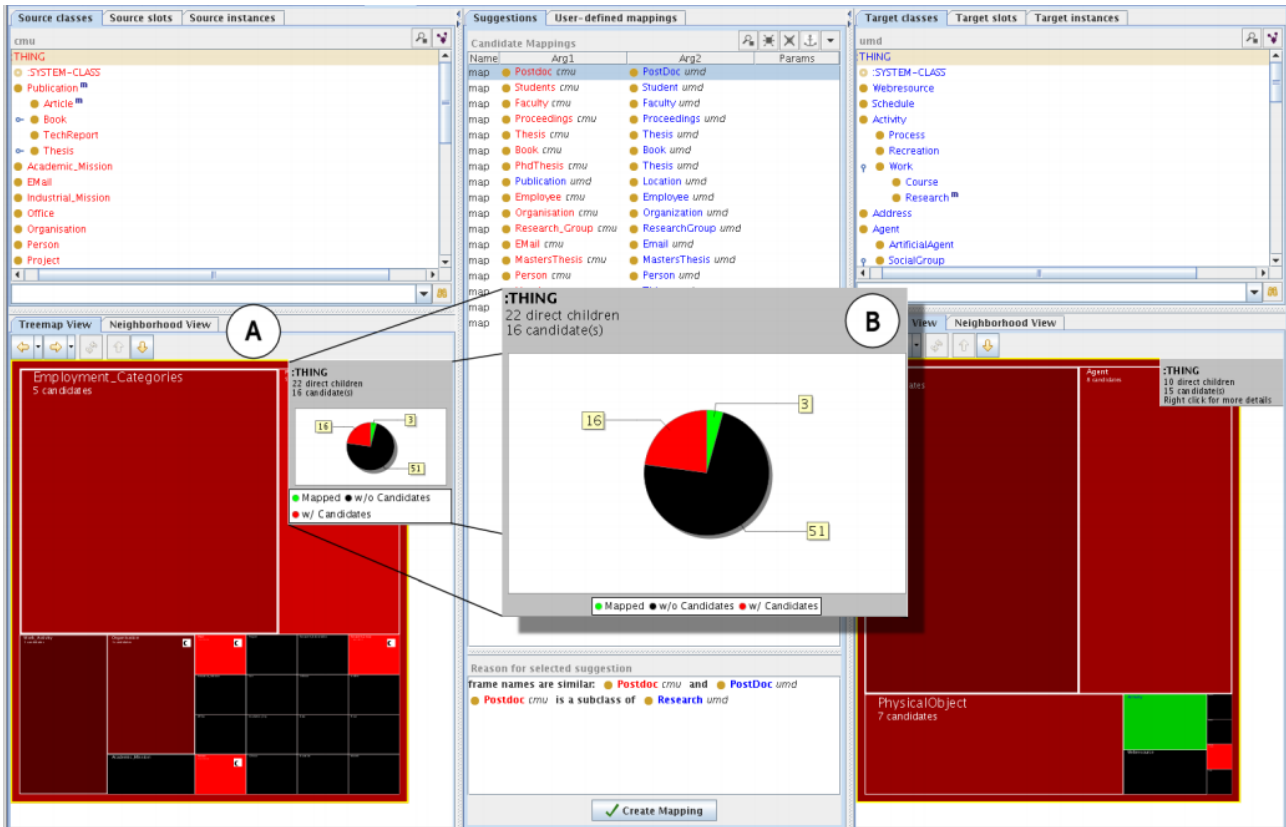 Source classes Source slots Source instances
cmu
:THING
:SYSTEM-CLASS
Publication m
Article m
Book
TechReport
Thesis
Academic_Mission
EMail
Industrial_Mission
Office
Organisation
Person
Project
Treemap View Neighborhood View
A
Employment_Categories
5 candidates
:THING
22 direct children
16 candidate(s)
16
3
51
Mapped w/o Candidates
w/ Candidates
Suggestions User-defined mappings
Candidate Mappings
Name Arg1 Arg2 Params
map Postdoc cmu PostDoc umd
map Students cmu Student umd
map Faculty cmu Faculty umd
map Proceedings cmu Proceedings umd
map Thesis cmu Thesis umd
map Book cmu Book umd
map PhdThesis cmu Thesis umd
map Publication umd Location umd
map Employee cmu Employee umd
map Organisation cmu Organization umd
map Research_Group cmu ResearchGroup umd
map EMail cmu Email umd
map MastersThesis cmu MastersThesis umd
map Person cmu Person umd
map
map
map
:THING
22 direct children
16 candidate(s)
B
16
3
51
Mapped w/o Candidates w/ Candidates
Reason for selected suggestion
frame names are similar: Postdoc cmu and PostDoc umd
Postdoc cmu is a subclass of Research umd
Create Mapping
Target classes Target slots Target instances
umd
:THING
:SYSTEM-CLASS
Webresource
Schedule
Activity
Process
Recreation
Work
Course
Research m
Address
Agent
ArtificialAgent
SocialGroup
View Neighborhood View
Agent
:THING
10 direct children
15 candidate(s)
Right click for more details
PhysicalObject
7 candidates